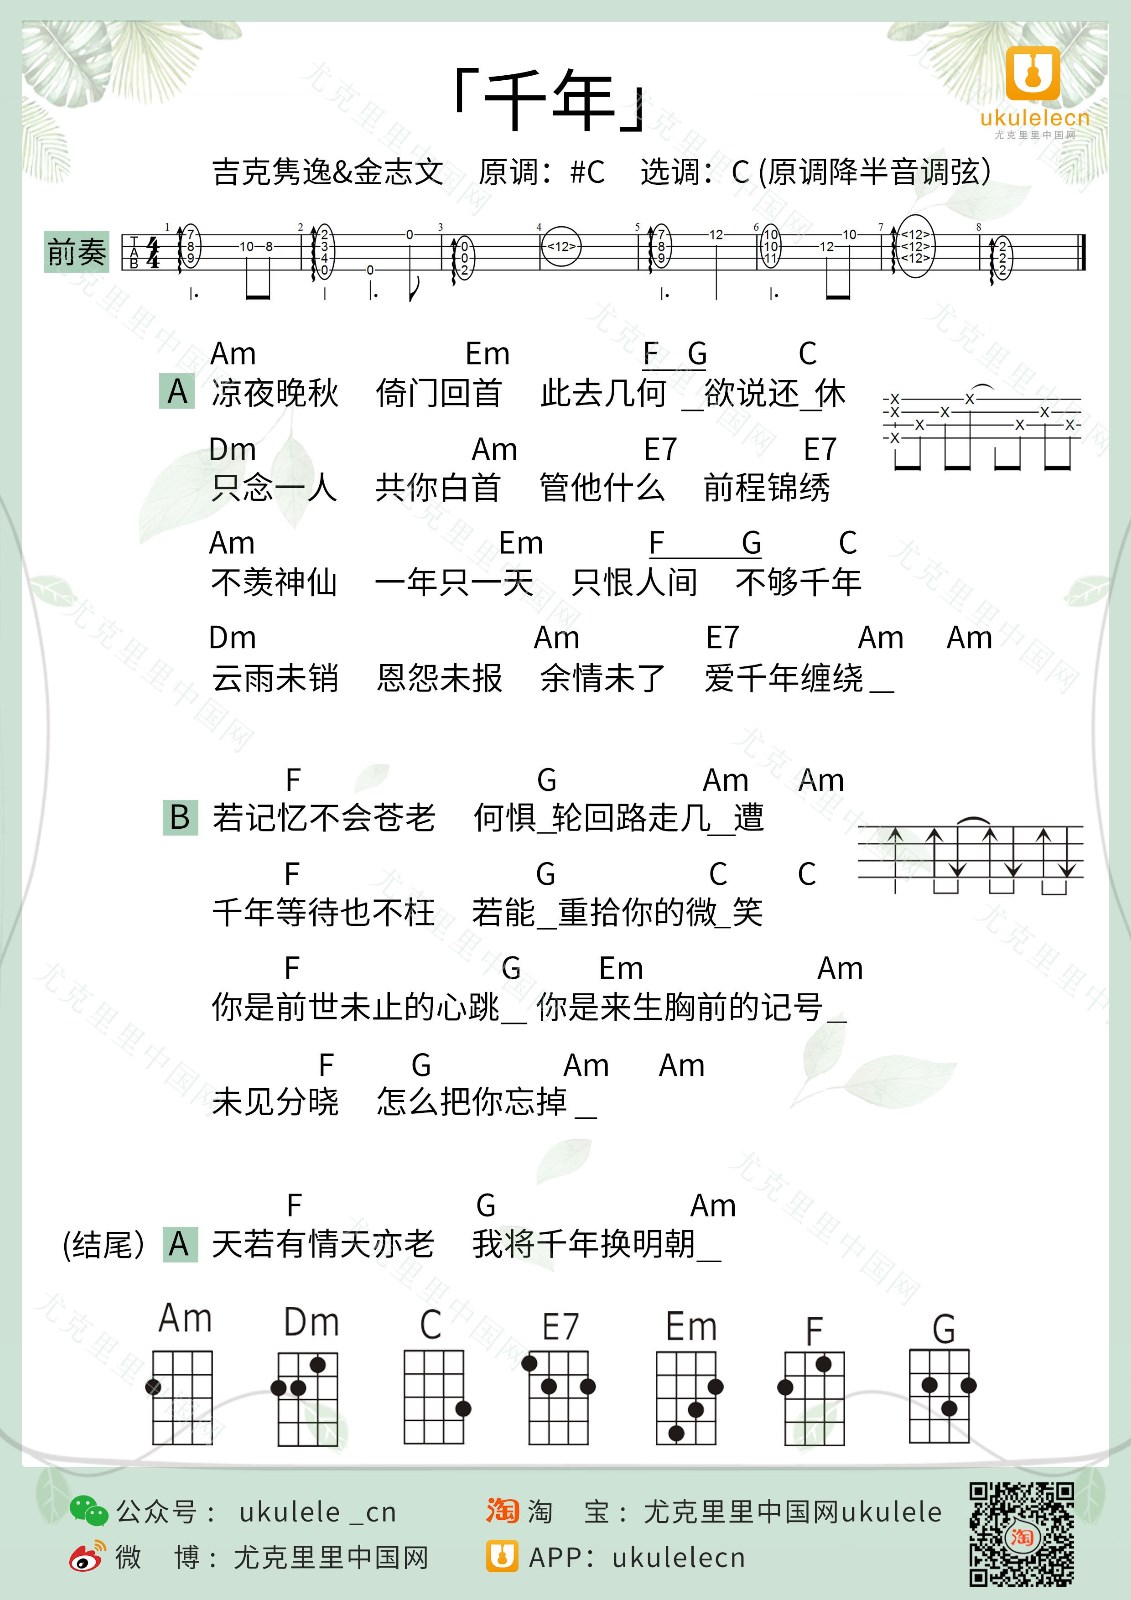 「千年」
ukulelecn
尤克里里中国网
吉克隽逸&金志文 原调：#C 选调：C (原调降半音调弦)
前奏
1 2 3 4 5 6 7 8
T A B 4 4
7 8 9 10 8 2 3 4 0 0 0 0 0 2 <12> 7 8 9 12 10 10 11 12 10 <12> <12> <12> 2 2 2
Am Em F G C
A 凉夜晚秋 倚门回首 此去几何 _欲说还_休
Dm Am E7 E7
只念一人 共你白首 管他什么 前程锦绣
Am Em F G C
不羡神仙 一年只一天 只恨人间 不够千年
Dm Am E7 Am Am
云雨未销 恩怨未报 余情未了 爱千年缠绕_
F G Am Am
B 若记忆不会苍老 何惧_轮回路走几_遭
F G C C
千年等待也不枉 若能_重拾你的微_笑
F G Em Am
你是前世未止的心跳_ 你是来生胸前的记号_
F G Am Am
未见分晓 怎么把你忘掉_
F G Am
(结尾) A 天若有情天亦老 我将千年换明朝_
Am Dm C E7 Em F G
公众号： ukulele _cn
淘 淘 宝：尤克里里中国网ukulele
微 博：尤克里里中国网
APP：ukulelecn
淘